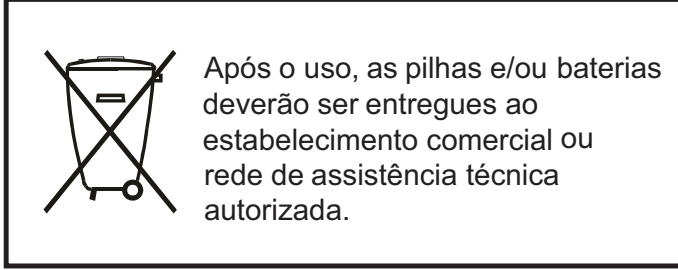 Após o uso, as pilhas e/ou baterias
deverão ser entregues ao
estabelecimento comercial ou
rede de assistência técnica
autorizada.